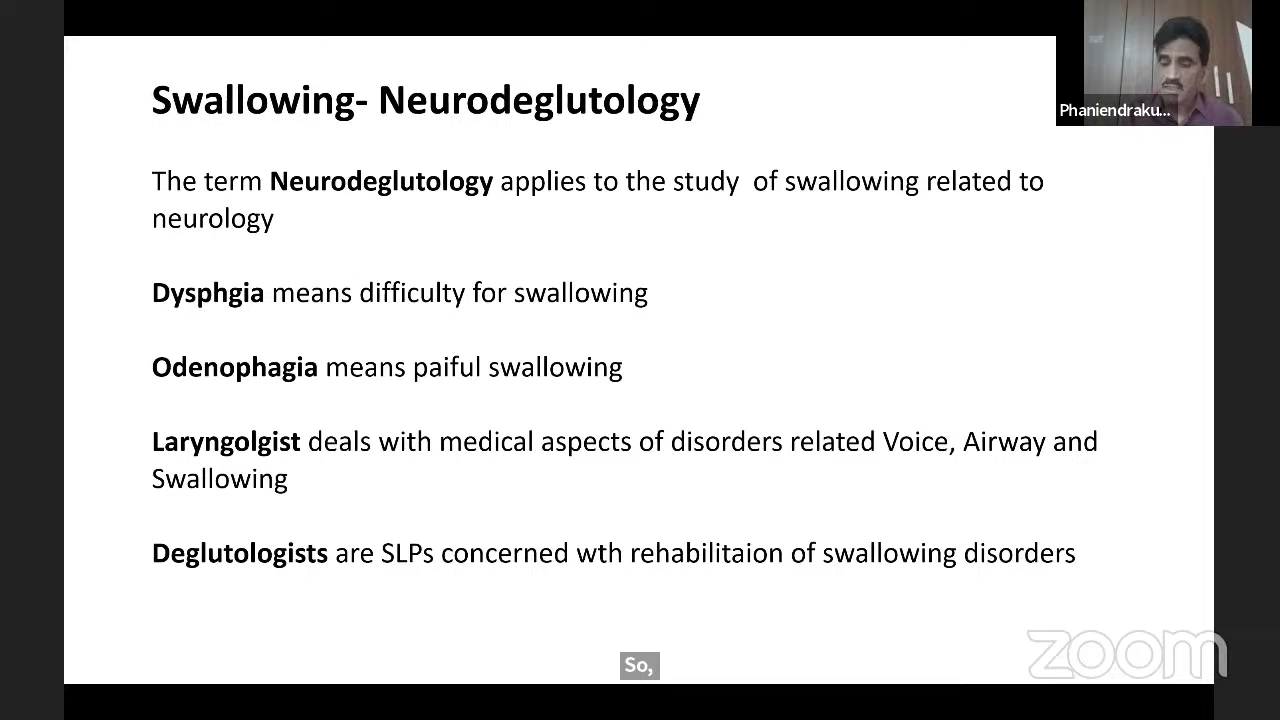 Swallowing- Neurodeglutology
Phaniendraku...
The term Neurodeglutology applies to the study  of swallowing related to
neurology
Dysphgia means difficulty for swallowing
Odenophagia means paiful swallowing
Laryngolgist deals with medical aspects of disorders related Voice, Airway and
Swallowing
Deglutologists are SLPs concerned wth rehabilitaion of swallowing disorders
So,
zoom